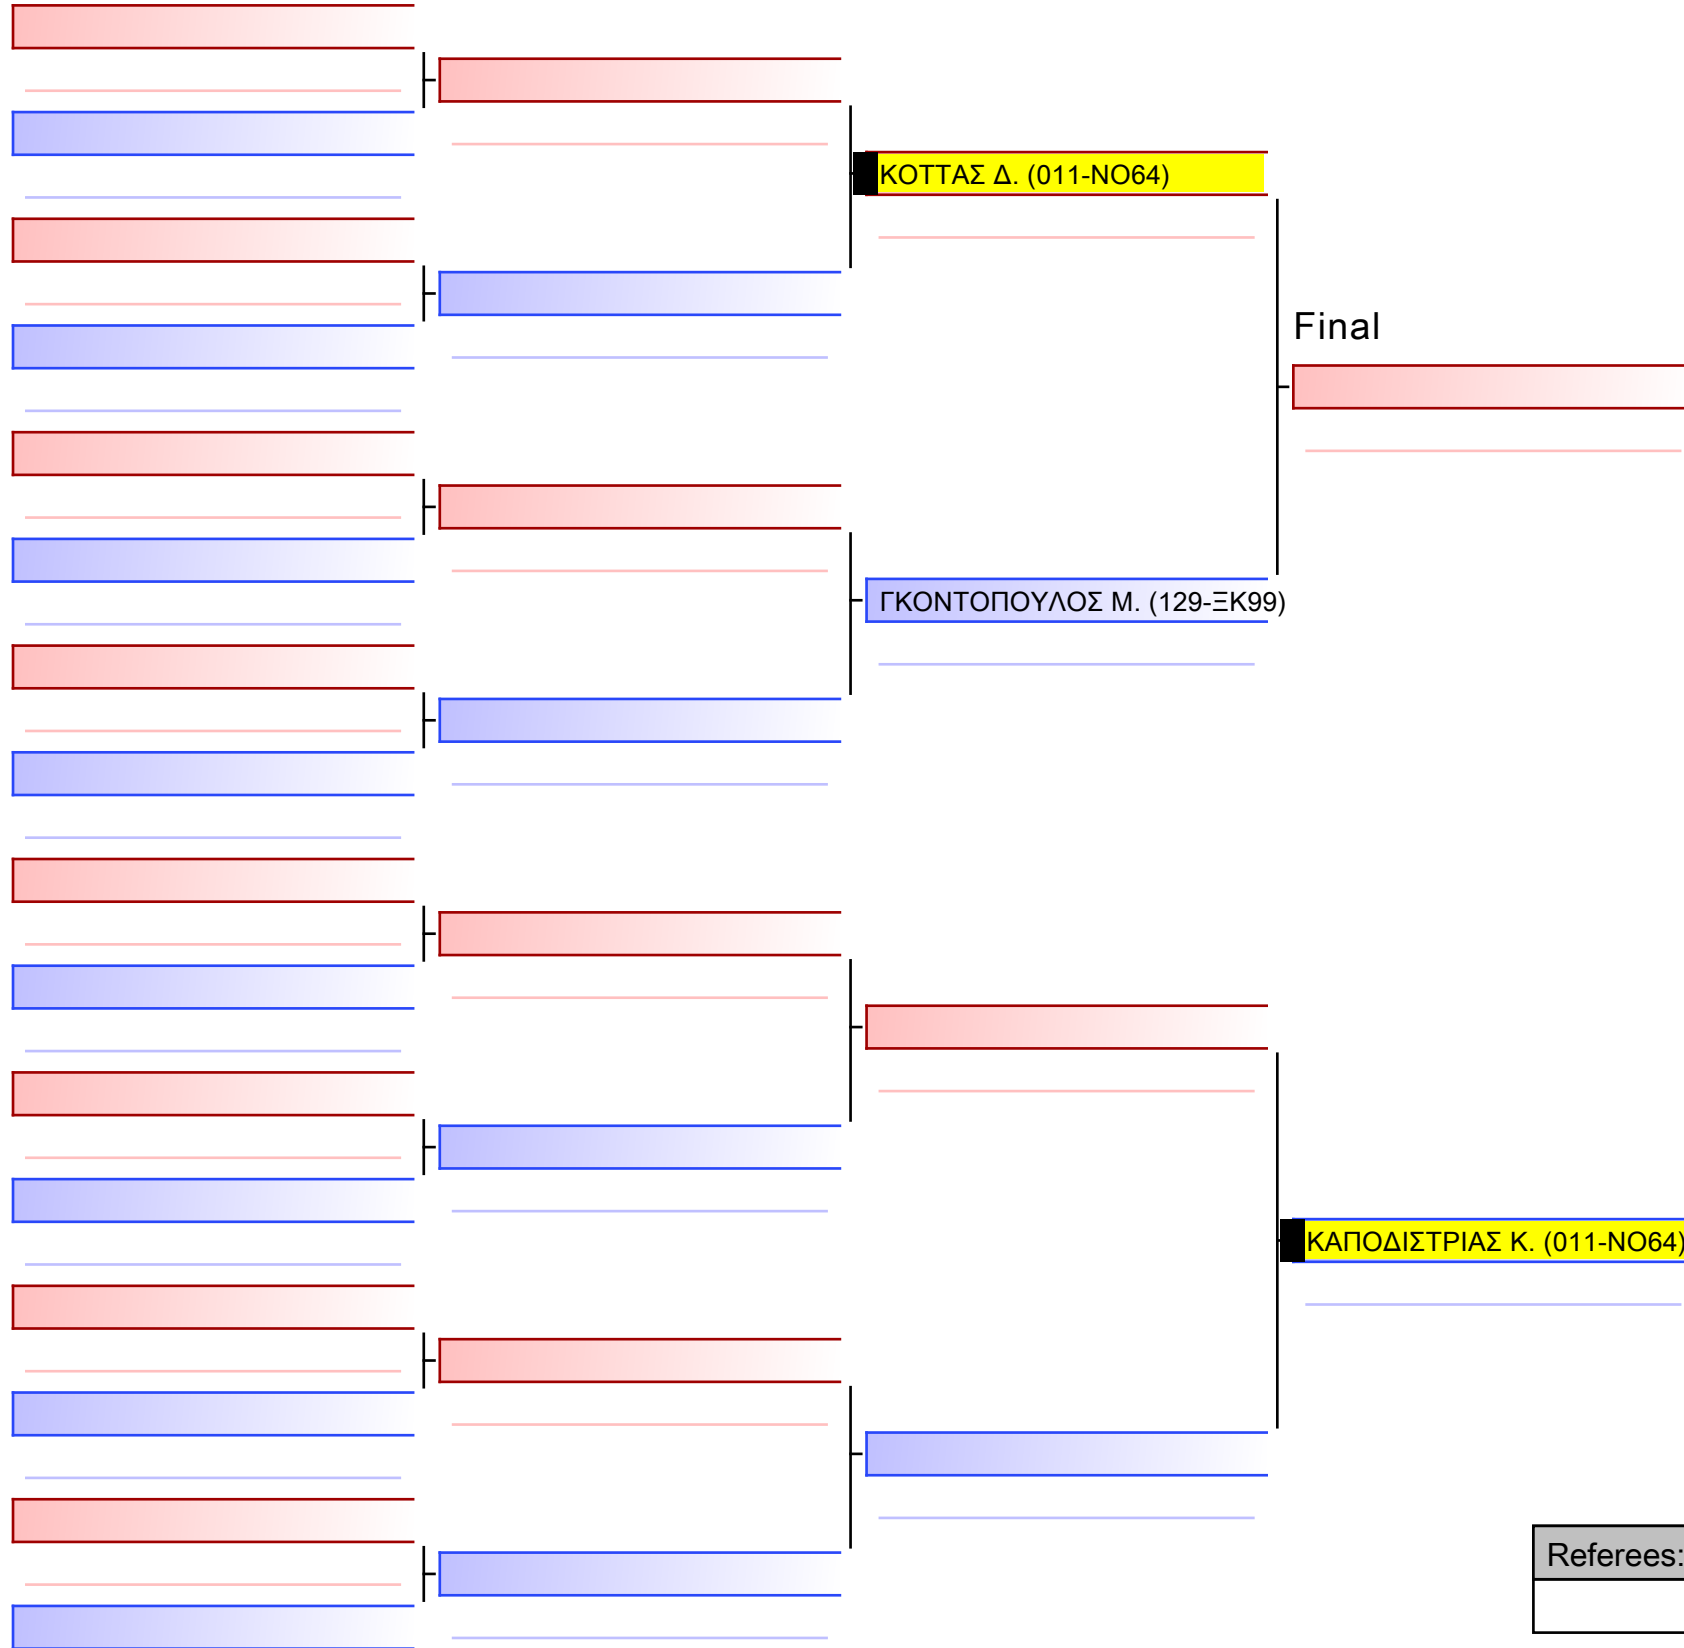 ΚΟΤΤΑΣ Δ. (011-ΝΟ64)
Final
ΓΚΟΝΤΟΠΟΥΛΟΣ Μ. (129-ΞΚ99)
ΚΑΠΟΔΙΣΤΡΙΑΣ Κ. (011-ΝΟ64)
Referees: